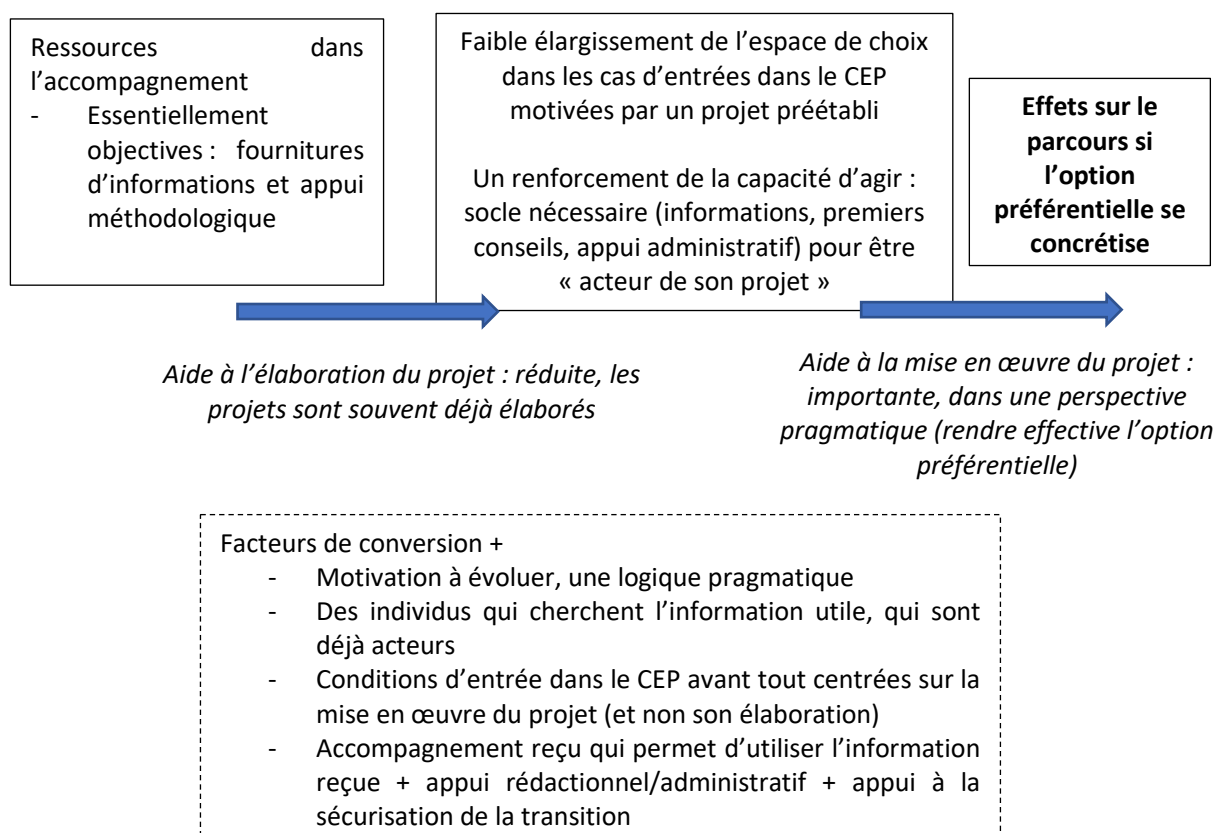 Ressources dans
l’accompagnement
- Essentiellement
objectives : fournitures
d’informations et appui
méthodologique
Faible élargissement de l’espace de choix
dans les cas d’entrées dans le CEP
motivées par un projet préétabli
Un renforcement de la capacité d’agir :
socle nécessaire (informations, premiers
conseils, appui administratif) pour être
« acteur de son projet »
Effets sur le
parcours si
l’option
préférentielle se
concrétise
Aide à l’élaboration du projet : réduite, les
projets sont souvent déjà élaborés
Aide à la mise en œuvre du projet :
importante, dans une perspective
pragmatique (rendre effective l’option
préférentielle)
Facteurs de conversion +
- Motivation à évoluer, une logique pragmatique
- Des individus qui cherchent l’information utile, qui sont
déjà acteurs
- Conditions d’entrée dans le CEP avant tout centrées sur la
mise en œuvre du projet (et non son élaboration)
- Accompagnement reçu qui permet d’utiliser l’information
reçue + appui rédactionnel/administratif + appui à la
sécurisation de la transition